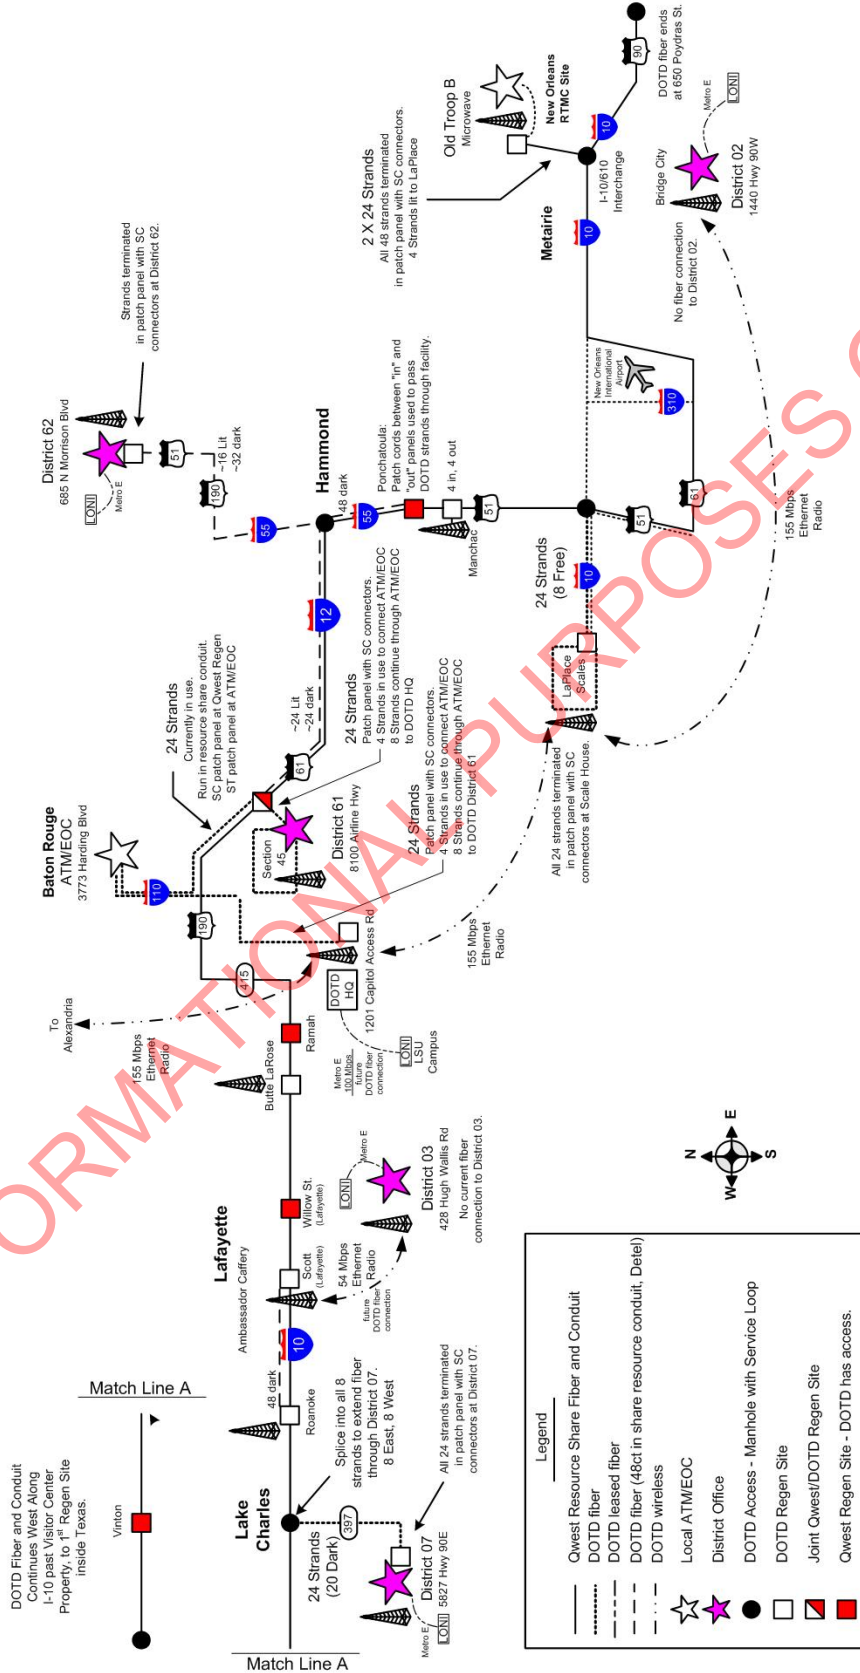 DOTD Fiber and Conduit
Continues West Along
I-10 past Visitor Center
Property, to 1st Regen Site
inside Texas.
Vinton
Match Line A
Match Line A
Lake
Charles
24 Strands
(20 Dark)
397
District 07
5827 Hwy 90E
Metro E
LONI
All 24 strands terminated
in patch panel with SC
connectors at District 07.
Splice into all 8
strands to extend fiber
through District 07.
8 East, 8 West
Roanoke
48 dark
10
Ambassador Caffery
Lafayette
Scott
(Lafayette)
Willow St.
(Lafayette)
54 Mbps
Ethernet
Radio
future
DOTD fiber
connection
LONI
Metro E
District 03
428 Hugh Wallis Rd
No current fiber
connection to District 03.
Butte LaRose
Ramah
To
Alexandria
155 Mbps
Ethernet
Radio
415
190
DOTD
HQ
1201 Capitol Access Rd
Metro E
100 Mbps
future
DOTD fiber
connection
LONI
LSU
Campus
Baton Rouge
ATM/EOC
3773 Harding Blvd
110
24 Strands
Currently in use.
Run in resource share conduit.
SC patch panel at Qwest Regen
ST patch panel at ATM/EOC
Section
45
District 61
8100 Airline Hwy
61
~24 Lit
~24 dark
24 Strands
Patch panel with SC connectors.
4 Strands in use to connect ATM/EOC
8 Strands continue through ATM/EOC
to DOTD HQ
24 Strands
Patch panel with SC connectors.
4 Strands in use to connect ATM/EOC
8 Strands continue through ATM/EOC
to DOTD District 61
155 Mbps
Ethernet
Radio
12
Hammond
District 62
685 N Morrison Blvd
LONI
Metro E
51
190
~16 Lit
~32 dark
55
Strands terminated
in patch panel with SC
connectors at District 62.
48 dark
55
Ponchatoula:
Patch cords between "in" and
"out" panels used to pass
DOTD strands through facility.
4 in, 4 out
Manchac
51
24 Strands
(8 Free)
10
LaPlace
Scales
All 24 strands terminated
in patch panel with SC
connectors at Scale House.
51
61
310
New Orleans
International
Airport
155 Mbps
Ethernet
Radio
Metairie
10
2 X 24 Strands
All 48 strands terminated
in patch panel with SC connectors.
4 Strands lit to LaPlace
I-10/610
Interchange
Old Troop B
Microwave
New Orleans
RTMC Site
10
90
DOTD fiber ends
at 650 Poydras St.
Bridge City
District 02
1440 Hwy 90W
Metro E
LONI
No fiber connection
to District 02.
N
W
E
S
Legend
Qwest Resource Share Fiber and Conduit
DOTD fiber
DOTD leased fiber
DOTD fiber (48ct in share resource conduit, Detel)
DOTD wireless
Local ATM/EOC
District Office
DOTD Access - Manhole with Service Loop
DOTD Regen Site
Joint Qwest/DOTD Regen Site
Qwest Regen Site - DOTD has access.
ORMATIONAL PURPOSES